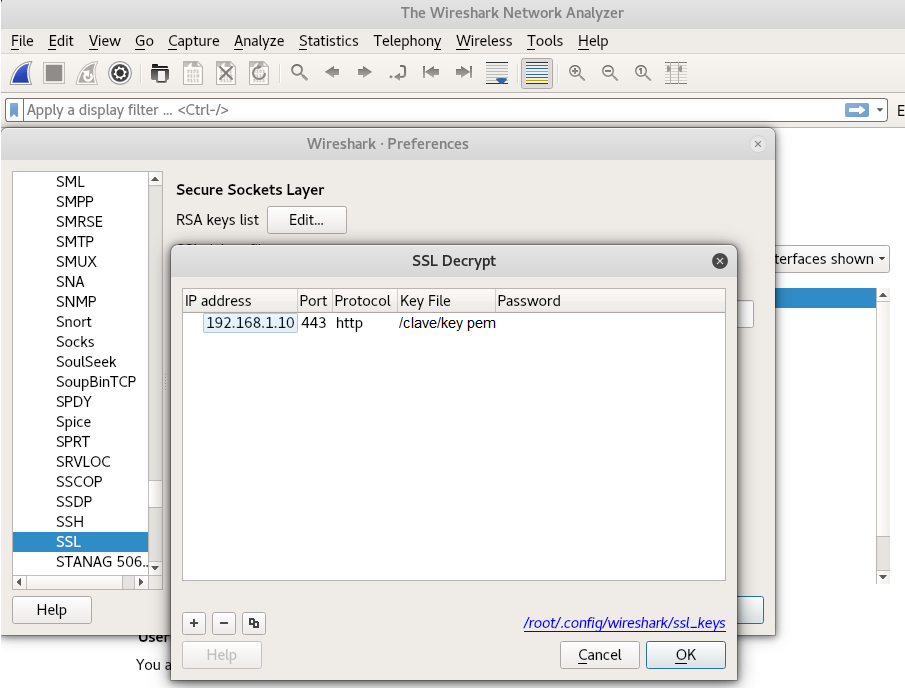 The Wireshark Network Analyzer
File Edit View Go Capture Analyze Statistics Telephony Wireless Tools Help
Apply a display filter ... <Ctrl-/>
Wireshark · Preferences
SML
SMPP
SMRSE
SMTP
SMUX
SNA
SNMP
Snort
Socks
SoulSeek
SoupBinTCP
SPDY
Spice
SPRT
SRVLOC
SSCOP
SSDP
SSH
SSL
STANAG 506...
Help
Secure Sockets Layer
RSA keys list Edit...
terfaces shown
SSL Decrypt
IP address Port Protocol Key File Password
192.168.1.10 443 http /clave/key pem
+ −
/root/.config/wireshark/ssl_keys
Help Cancel OK
User
You a